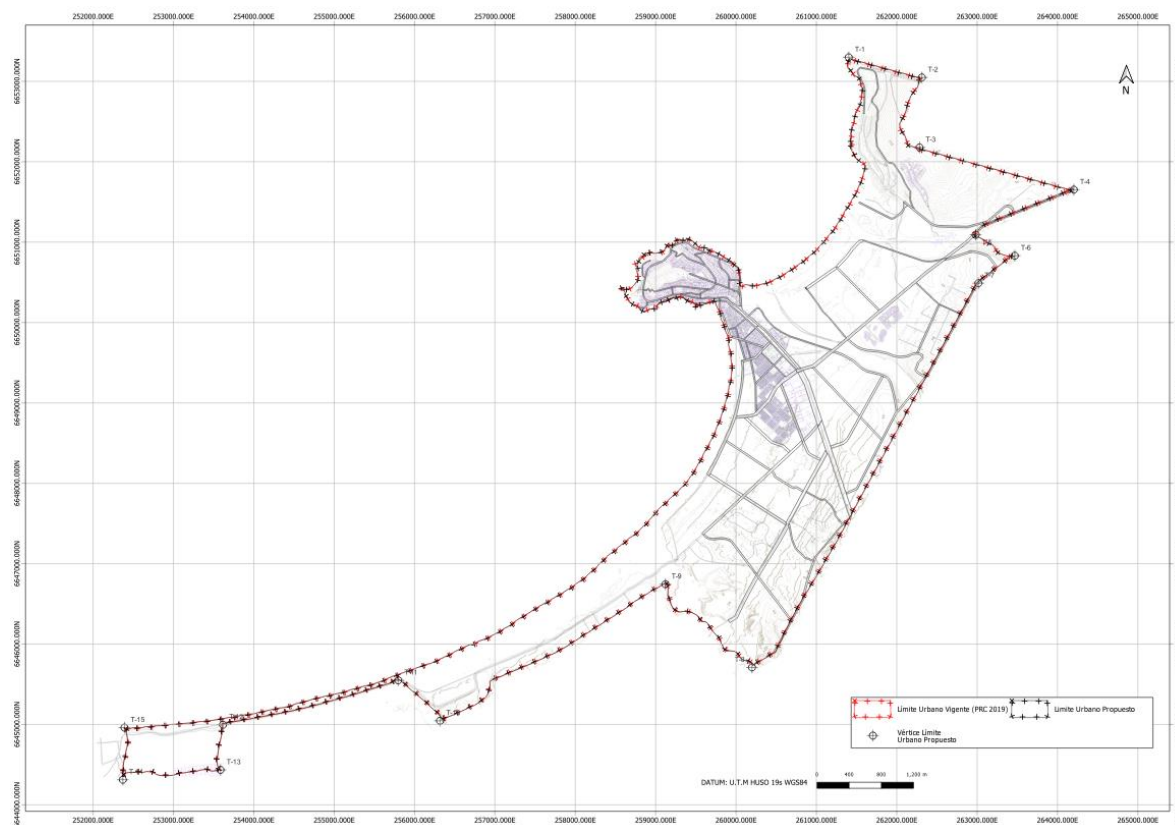 252000.000E 253000.000E 254000.000E 255000.000E 256000.000E 257000.000E 258000.000E 259000.000E 260000.000E 261000.000E 262000.000E 263000.000E 264000.000E 265000.000E
T-1
T-2
6653000.000N
N
T-3
6652000.000N
T-4
6651000.000N
T-6
6650000.000N
6649000.000N
6648000.000N
6647000.000N
T-9
6646000.000N
Límite Urbano Vigente (PRC 2019)
Límite Urbano Propuesto
Vértice Límite
Urbano Propuesto
T-15
6645000.000N
T-13
DATUM: U.T.M HUSO 19s WGS84
0 400 800 1,200 m
6644000.000N
252000.000E 253000.000E 254000.000E 255000.000E 256000.000E 257000.000E 258000.000E 259000.000E 260000.000E 261000.000E 262000.000E 263000.000E 264000.000E 265000.000E